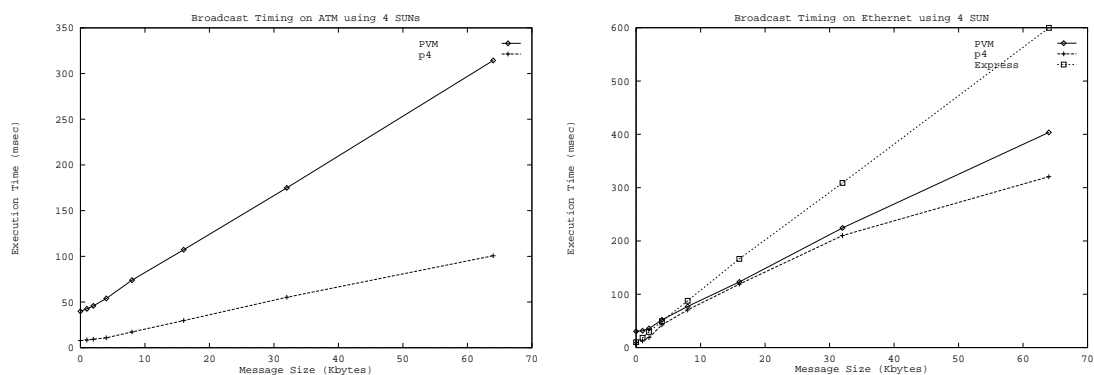 Broadcast Timing on ATM using 4 SUNs
350
300
250
200
150
100
50
0
0 10 20 30 40 50 60 70
Execution Time (msec)
Message Size (Kbytes)
PVM
p4
Broadcast Timing on Ethernet using 4 SUN
600
500
400
300
200
100
0
0 10 20 30 40 50 60 70
Execution Time (msec)
Message Size (Kbytes)
PVM
p4
Express